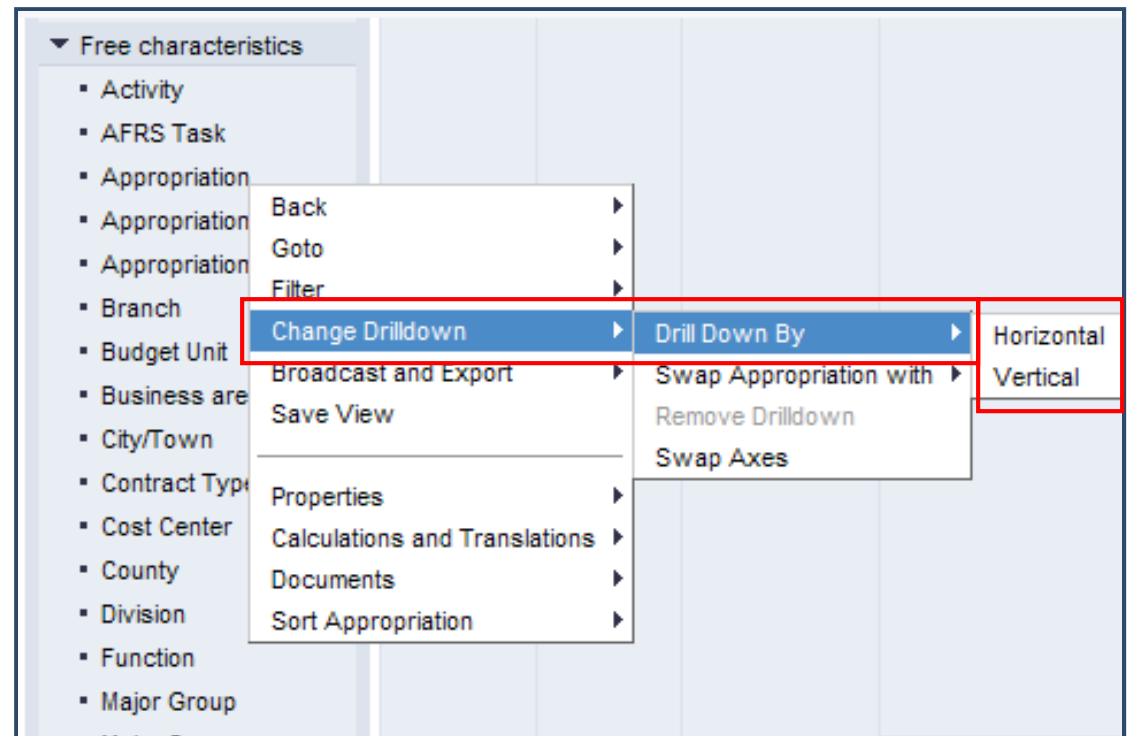 Free characteristics
Activity
AFRS Task
Appropriation
Appropriation
Appropriation
Branch
Budget Unit
Business are
City/Town
Contract Type
Cost Center
County
Division
Function
Major Group
Back
Goto
Filter
Change Drilldown
Broadcast and Export
Save View
Properties
Calculations and Translations
Documents
Sort Appropriation
Drill Down By
Swap Appropriation with
Remove Drilldown
Swap Axes
Horizontal
Vertical